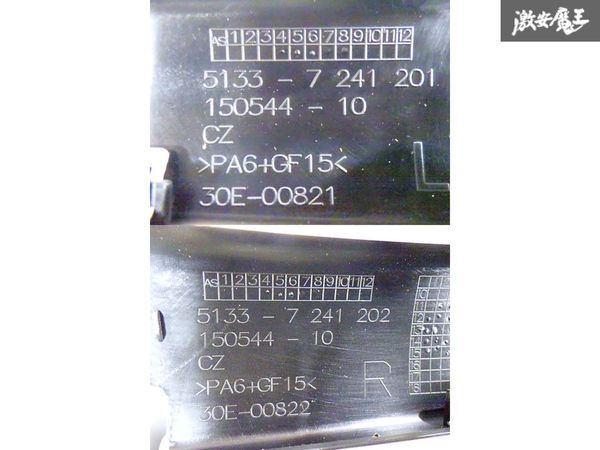 激安魔王
AS 1 2 3 4 5 6 7 8 9 10 11 12
5133 - 7 241 201
150544 - 10
CZ
>PA6+GF15<
L
30E-00821
AS 1 2 3 4 5 6 7 8 9 10 11 12
5133 - 7 241 202
150544 - 10
CZ
>PA6+GF15<
R
30E-00822